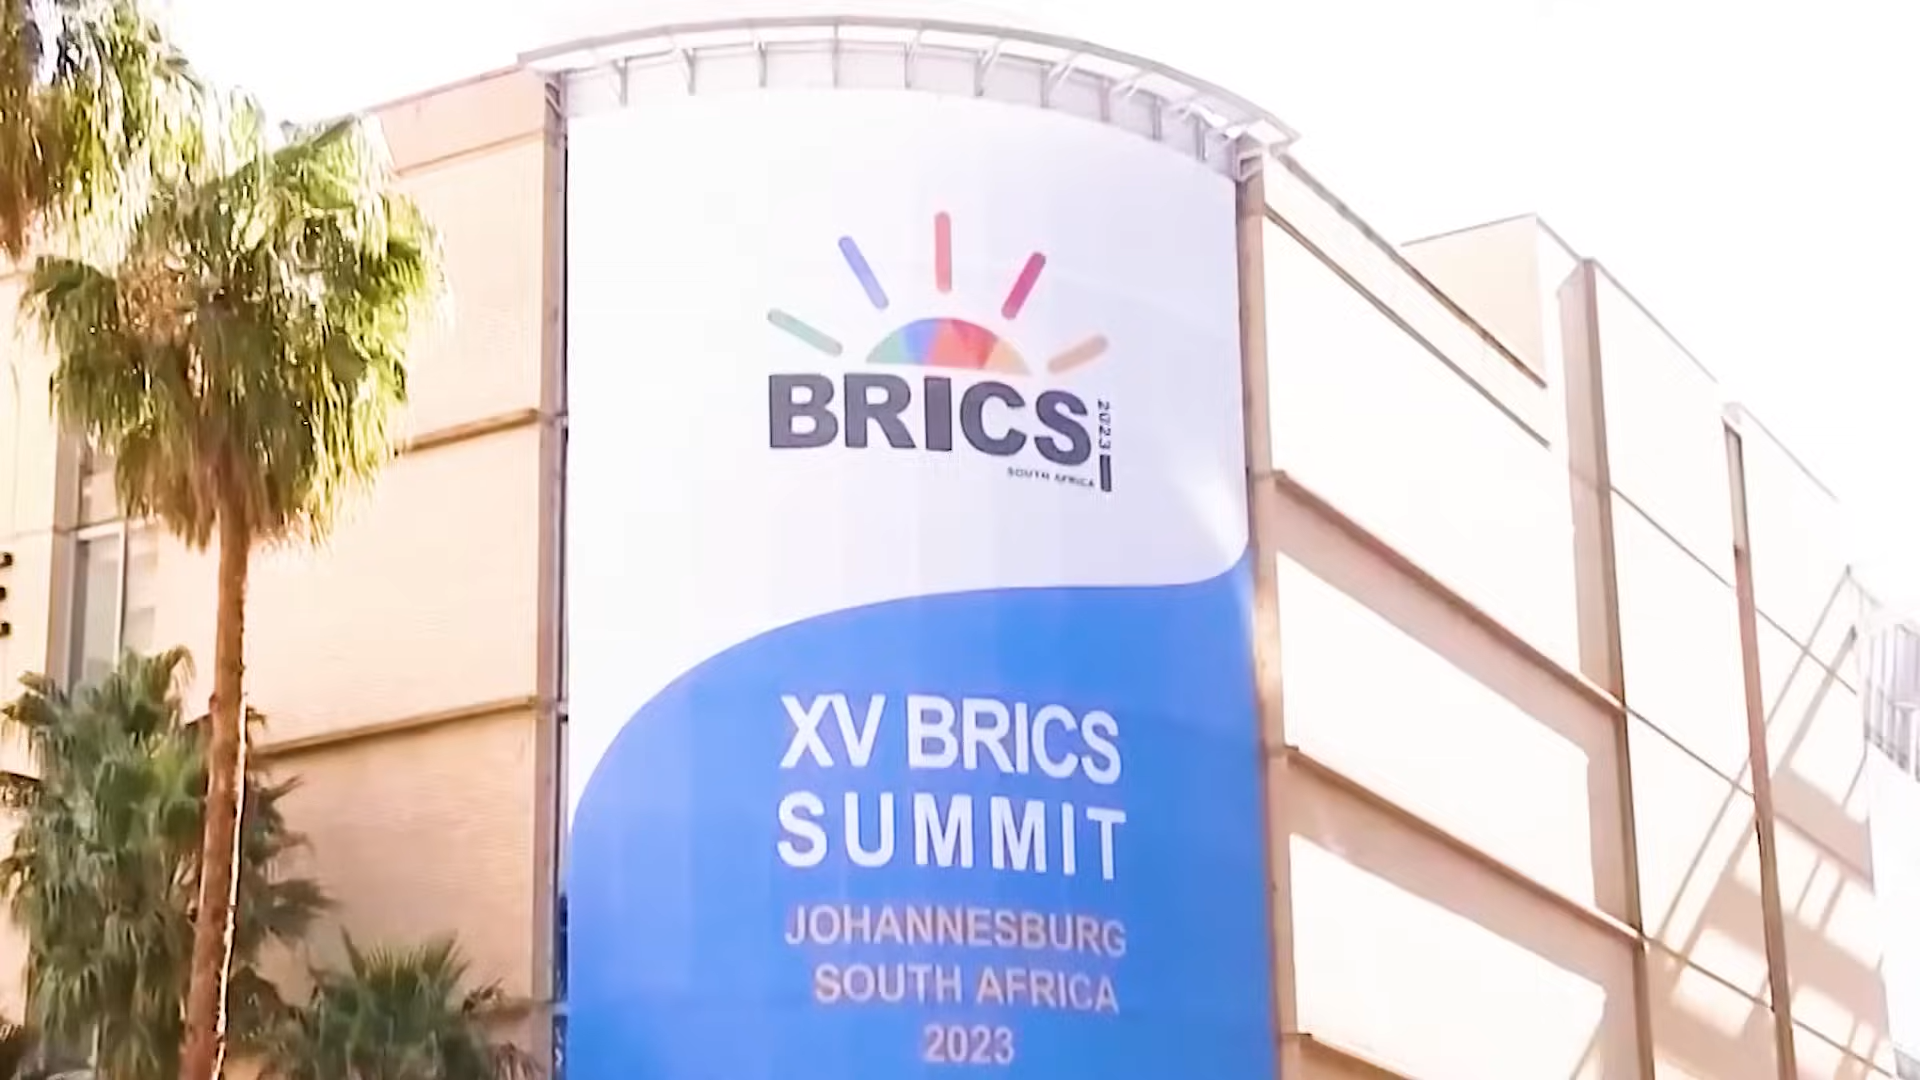 BRICS
2023
SOUTH AFRICA
XV BRICS
SUMMIT
JOHANNESBURG
SOUTH AFRICA
2023